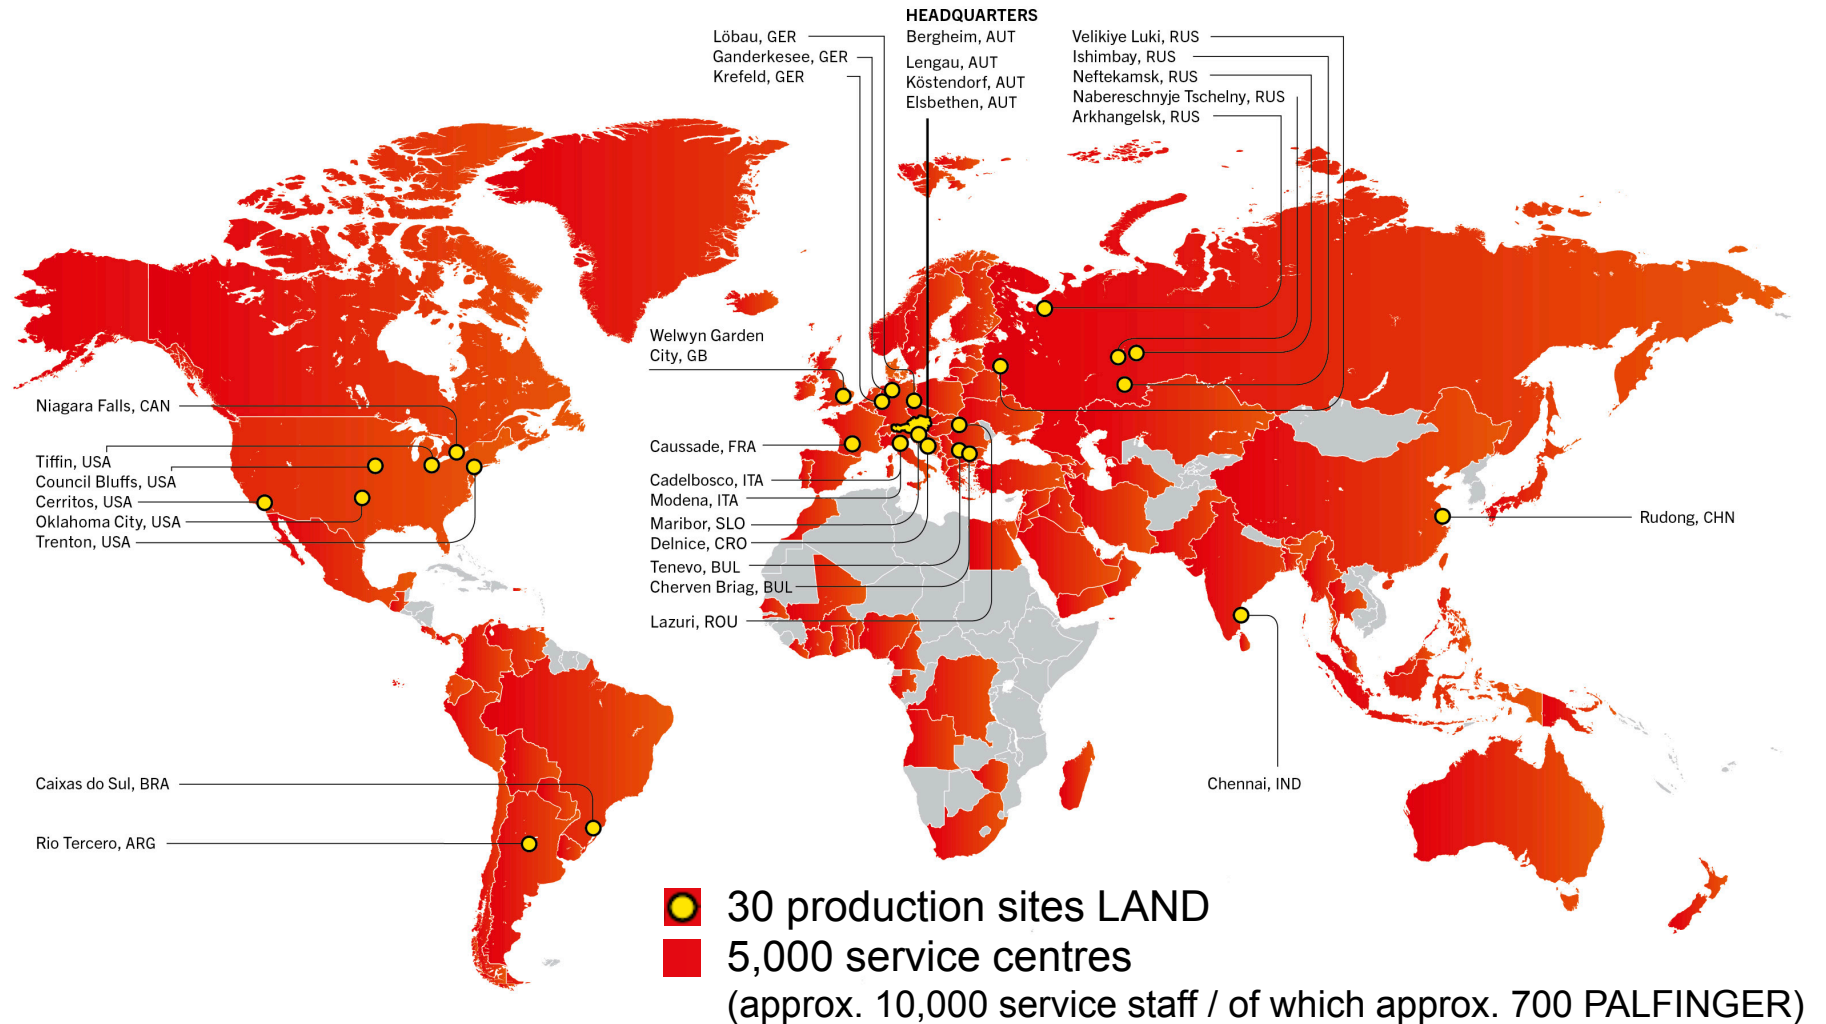 HEADQUARTERS
Bergheim, AUT
Lengau, AUT
Köstendorf, AUT
Elsbethen, AUT
Löbau, GER
Ganderkesee, GER
Krefeld, GER
Velikiye Luki, RUS
Ishimbay, RUS
Neftekamsk, RUS
Nabereschnyje Tschelny, RUS
Arkhangelsk, RUS
Welwyn Garden
City, GB
Niagara Falls, CAN
Tiffin, USA
Council Bluffs, USA
Cerritos, USA
Oklahoma City, USA
Trenton, USA
Caussade, FRA
Cadelbosco, ITA
Modena, ITA
Maribor, SLO
Delnice, CRO
Tenevo, BUL
Cherven Briag, BUL
Lazuri, ROU
Rudong, CHN
Chennai, IND
Caixas do Sul, BRA
Rio Tercero, ARG
30 production sites LAND
5,000 service centres
(approx. 10,000 service staff / of which approx. 700 PALFINGER)